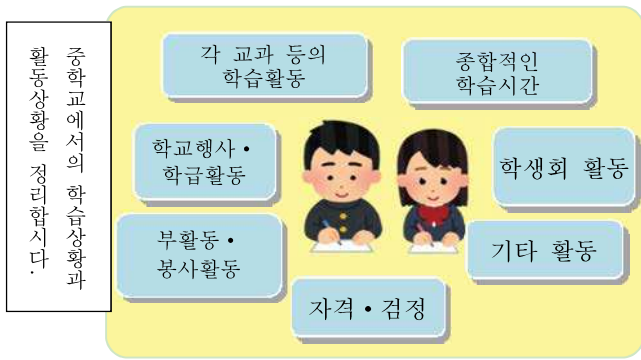 중학교에서의 학습상황과
활동상황을 정리합시다.
각 교과 등의
학습활동
종합적인
학습시간
학교행사・
학급활동
학생회 활동
부활동・
봉사활동
기타 활동
자격・검정